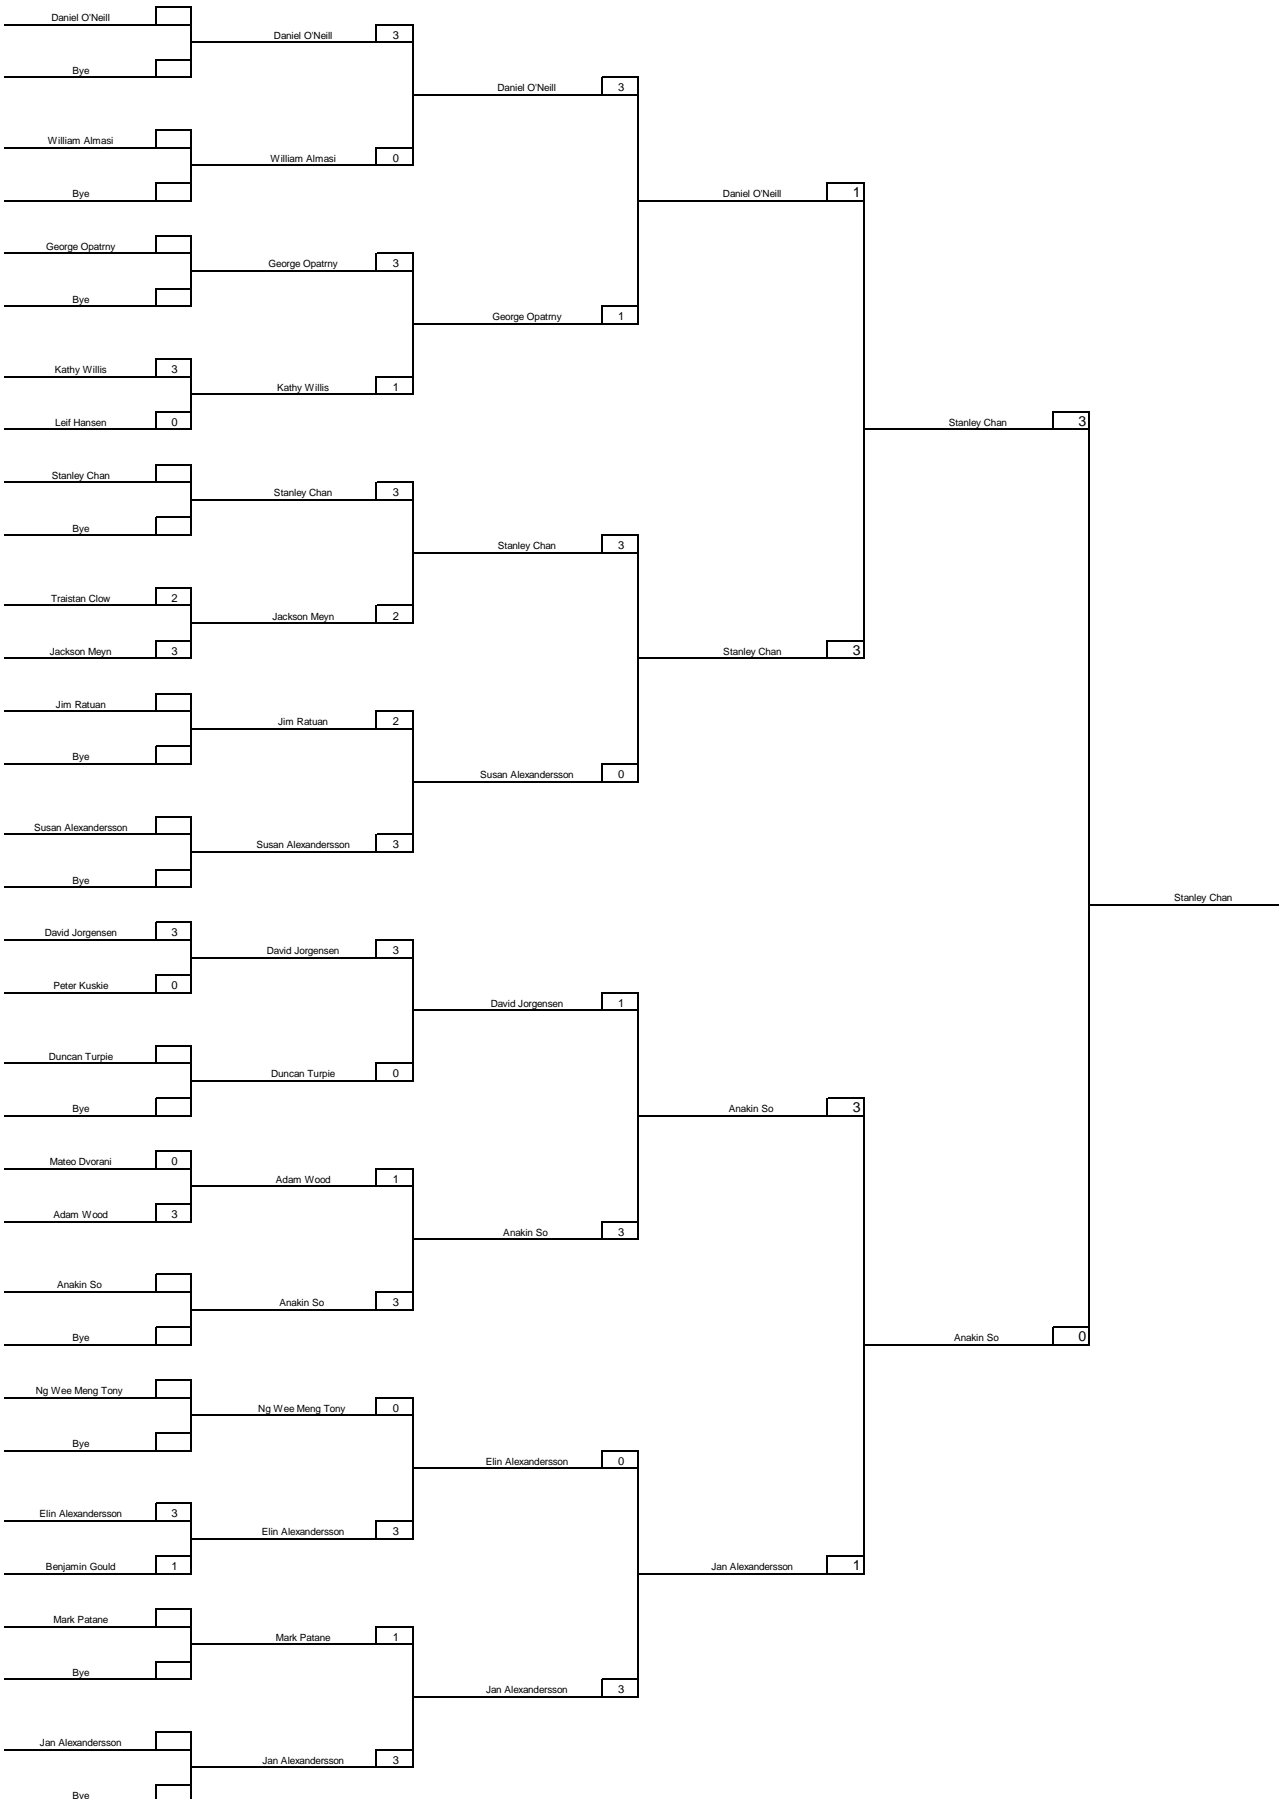 Daniel O'Neill
Daniel O'Neill 3
Bye
Daniel O'Neill 3
William Almasi
William Almasi 0
Bye
Daniel O'Neill 1
George Opatrny
George Opatrny 3
Bye
George Opatrny 1
Kathy Willis 3
Kathy Willis 1
Leif Hansen 0
Stanley Chan 3
Stanley Chan
Stanley Chan 3
Bye
Stanley Chan 3
Traistan Clow 2
Jackson Meyn 2
Jackson Meyn 3
Stanley Chan 3
Jim Ratuan
Jim Ratuan 2
Bye
Susan Alexandersson 0
Susan Alexandersson
Susan Alexandersson 3
Bye
Stanley Chan
David Jorgensen 3
David Jorgensen 3
Peter Kuskie 0
David Jorgensen 1
Duncan Turpie
Duncan Turpie 0
Bye
Anakin So 3
Mateo Dvorani 0
Adam Wood 1
Adam Wood 3
Anakin So 3
Anakin So
Anakin So 3
Bye
Anakin So 0
Ng Wee Meng Tony
Ng Wee Meng Tony 0
Bye
Elin Alexandersson 0
Elin Alexandersson 3
Elin Alexandersson 3
Benjamin Gould 1
Jan Alexandersson 1
Mark Patane
Mark Patane 1
Bye
Jan Alexandersson 3
Jan Alexandersson
Jan Alexandersson 3
Bye